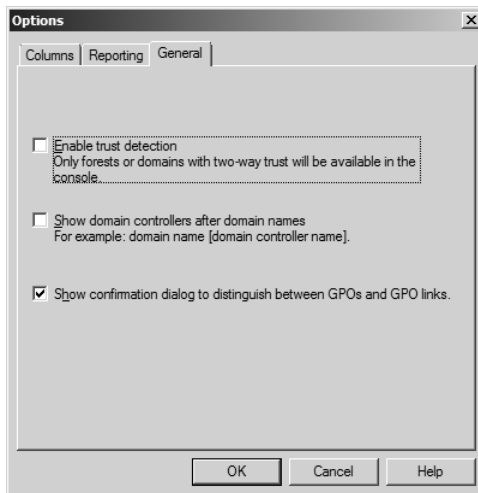 Options
Columns Reporting General
Enable trust detection
Only forests or domains with two-way trust will be available in the
console.
Show domain controllers after domain names
For example: domain name [domain controller name].
Show confirmation dialog to distinguish between GPOs and GPO links.
OK Cancel Help